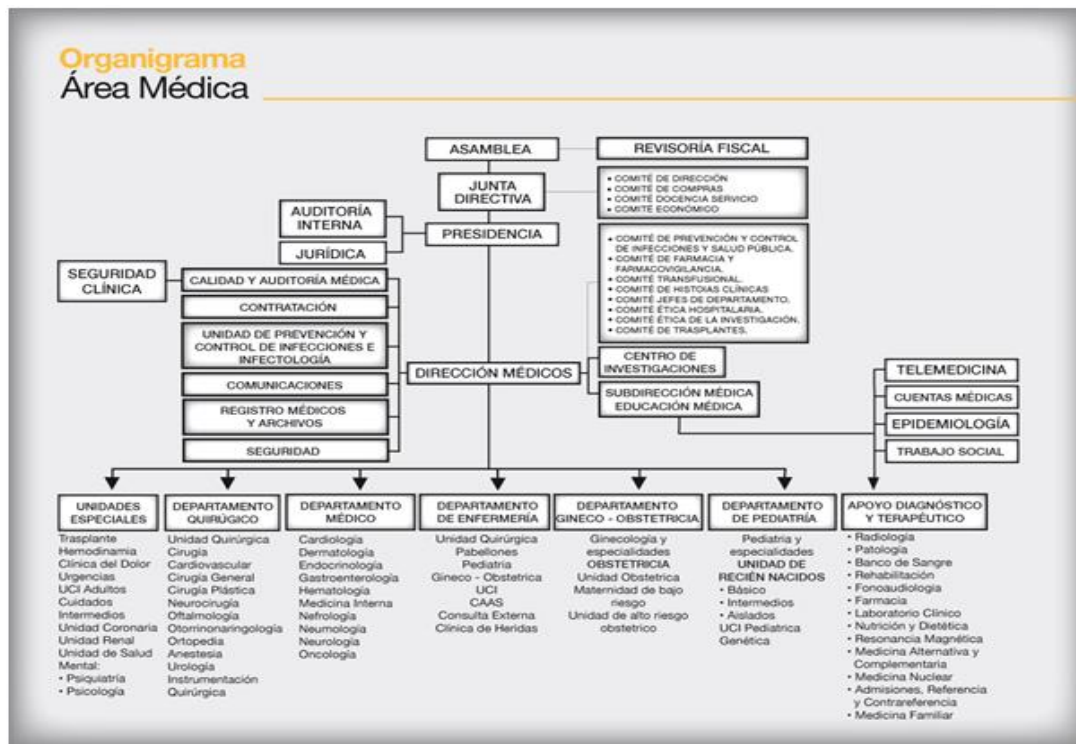 Organigrama
Área Médica
ASAMBLEA
REVISORÍA FISCAL
JUNTA
DIRECTIVA
• COMITÉ DE DIRECCIÓN
• COMITÉ DE COMPRAS
• COMITÉ DOCENCIA SERVICIO
• COMITÉ ECONÓMICO
AUDITORÍA
INTERNA
PRESIDENCIA
JURÍDICA
• COMITÉ DE PREVENCIÓN Y CONTROL
DE INFECCIONES Y SALUD PÚBLICA.
• COMITÉ DE FARMACIA Y
FARMACOVIGILANCIA.
• COMITÉ TRANSFUSIONAL.
• COMITÉ DE HISTOIAS CLÍNICAS
• COMITÉ JEFES DE DEPARTAMENTO.
• COMITÉ ÉTICA HOSPITALARIA.
• COMITÉ ÉTICA DE LA INVESTIGACIÓN.
• COMITÉ DE TRASPLANTES.
SEGURIDAD
CLÍNICA
CALIDAD Y AUDITORÍA MÉDICA
CONTRATACIÓN
UNIDAD DE PREVENCIÓN Y
CONTROL DE INFECCIONES E
INFECTOLOGÍA
COMUNICACIONES
REGISTRO MÉDICOS
Y ARCHIVOS
SEGURIDAD
DIRECCIÓN MÉDICOS
CENTRO DE
INVESTIGACIONES
SUBDIRECCIÓN MÉDICA
EDUCACIÓN MÉDICA
TELEMEDICINA
CUENTAS MÉDICAS
EPIDEMIOLOGÍA
TRABAJO SOCIAL
UNIDADES
ESPECIALES
Trasplante
Hemodinamia
Clínica del Dolor
Urgencias
UCI Adultos
Cuidados
Intermedios
Unidad Coronaria
Unidad Renal
Unidad de Salud
Mental:
• Psiquiatría
• Psicología
DEPARTAMENTO
QUIRÚGICO
Unidad Quirúrgica
Cirugía
Cardiovascular
Cirugía General
Cirugía Plástica
Neurocirugía
Oftalmología
Otorrinonaringología
Ortopedia
Anestesia
Urología
Instrumentación
Quirúrgica
DEPARTAMENTO
MÉDICO
Cardiología
Dermatología
Endocrinología
Gastroenterología
Hematología
Medicina Interna
Nefrología
Neumología
Neurología
Oncología
DEPARTAMENTO
DE ENFERMERÍA
Unidad Quirúrgica
Pabellones
Pediatría
Gineco - Obstetrica
UCI
CAAS
Consulta Externa
Clínica de Heridas
DEPARTAMENTO
GINECO - OBSTETRICIA
Ginecología y
especialidades
OBSTETRICIA
Unidad Obstetrica
Maternidad de bajo
riesgo
Unidad de alto riesgo
obstetrico
DEPARTAMENTO
DE PEDIATRÍA
Pediatria y
especialidades
UNIDAD DE
RECIÉN NACIDOS
• Básico
• Intermedios
• Aislados
UCI Pediatrica
Genética
APOYO DIAGNÓSTICO
Y TERAPÉUTICO
• Radiología
• Patología
• Banco de Sangre
• Rehabilitación
• Fonoaudiología
• Farmacia
• Laboratorio Clínico
• Nutrición y Dietética
• Resonancia Magnética
• Medicina Alternativa y
Complementaria
• Medicina Nuclear
• Admisiones, Referencia
y Contrareferencia
• Medicina Familiar